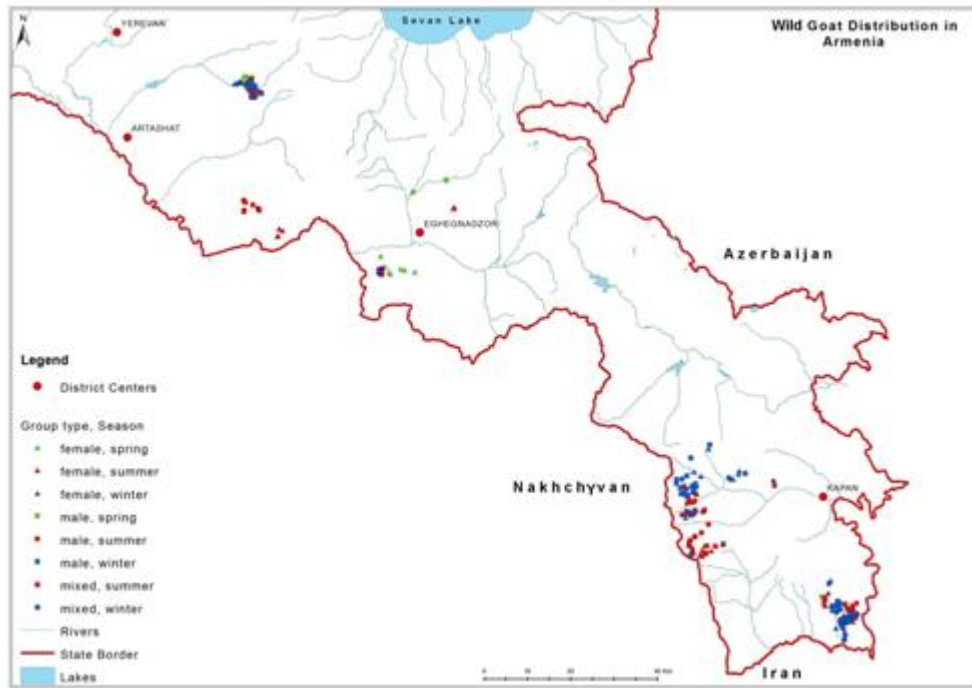 Sevan Lake
Wild Goat Distribution in
Armenia
N
YEREVAN
ARTASHAT
EGHEGNADZOR
Azerbaijan
Nakhchyvan
KAPAN
Iran
Legend
District Centers
Group type, Season
female, spring
female, summer
female, winter
male, spring
male, summer
male, winter
mixed, summer
mixed, winter
Rivers
State Border
Lakes